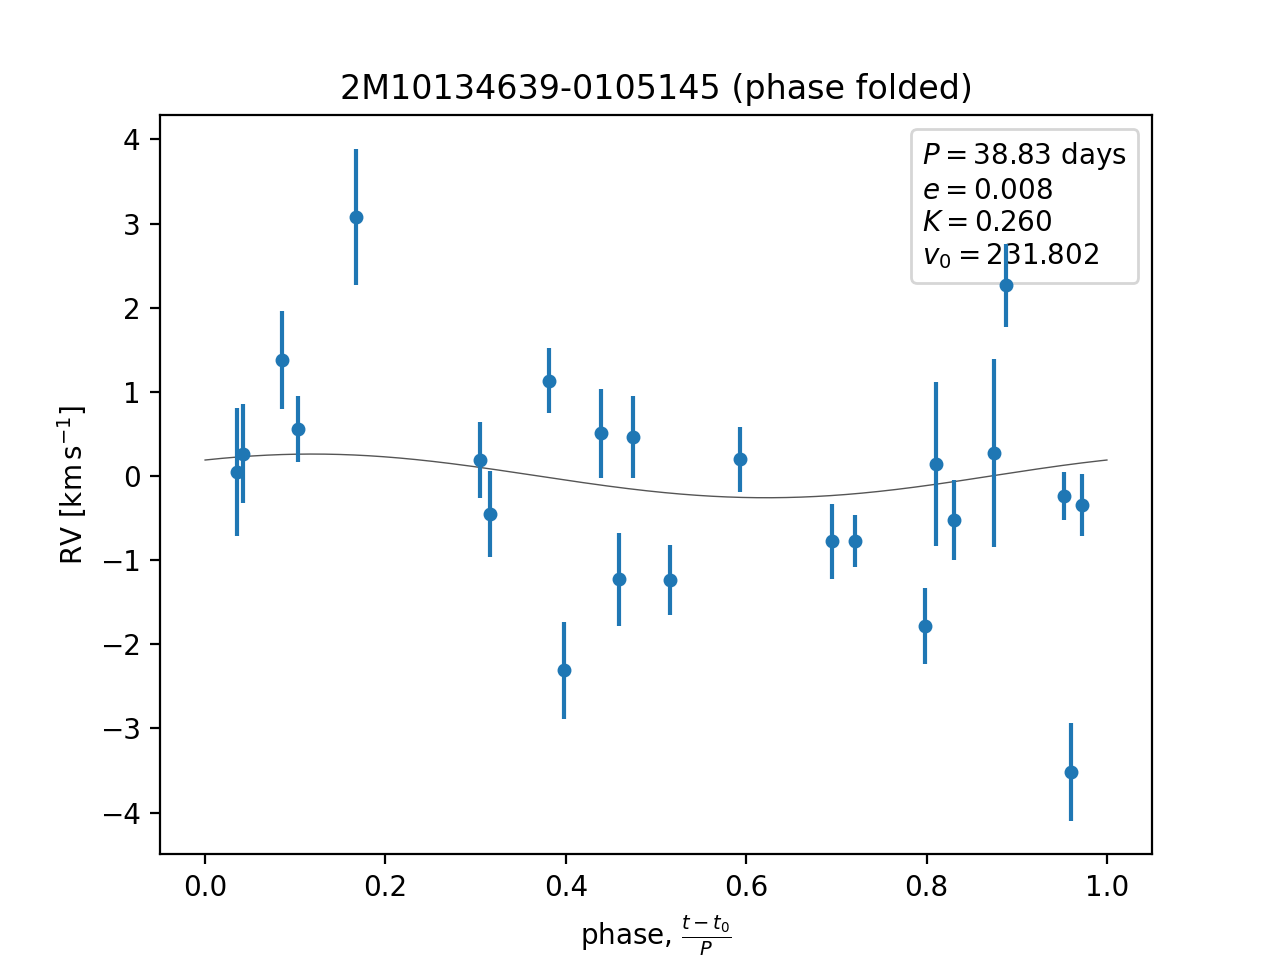 2M10134639-0105145 (phase folded)
P = 38.83 days
e = 0.008
K = 0.260
v₀ = 231.802
4
3
2
1
0
−1
−2
−3
−4
RV [km s⁻¹]
0.0 0.2 0.4 0.6 0.8 1.0
phase, (t − t₀)/P